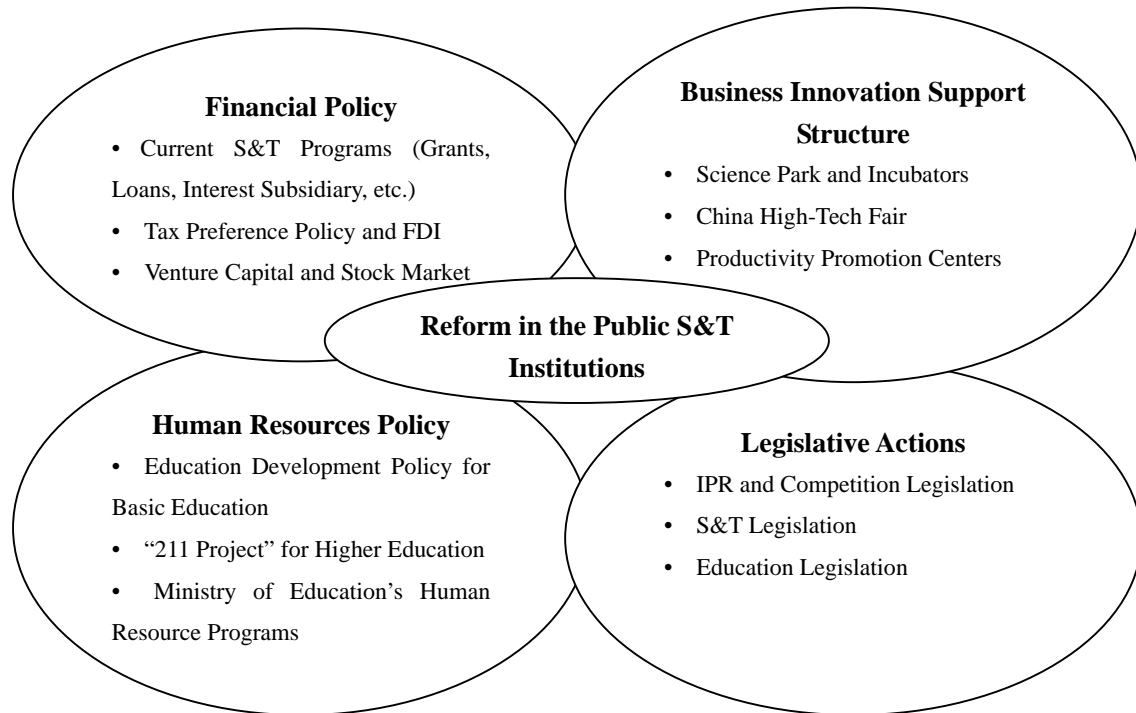 Financial Policy
• Current S&T Programs (Grants,
Loans, Interest Subsidiary, etc.)
• Tax Preference Policy and FDI
• Venture Capital and Stock Market
Business Innovation Support
Structure
• Science Park and Incubators
• China High-Tech Fair
• Productivity Promotion Centers
Reform in the Public S&T
Institutions
Human Resources Policy
• Education Development Policy for
Basic Education
• “211 Project” for Higher Education
• Ministry of Education’s Human
Resource Programs
Legislative Actions
• IPR and Competition Legislation
• S&T Legislation
• Education Legislation